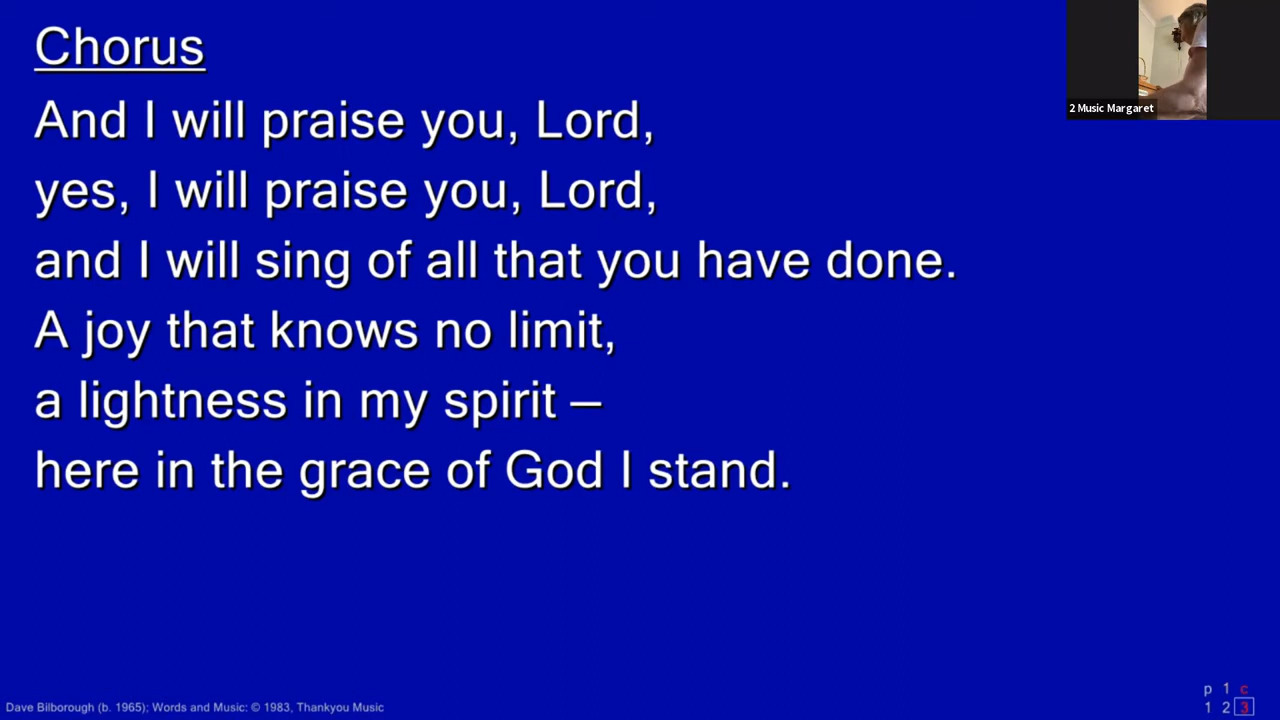 Chorus
And I will praise you, Lord,
yes, I will praise you, Lord,
and I will sing of all that you have done.
A joy that knows no limit,
a lightness in my spirit –
here in the grace of God I stand.
2 Music Margaret
Dave Bilborough (b. 1965); Words and Music: © 1983, Thankyou Music
p 1 c
1 2 3